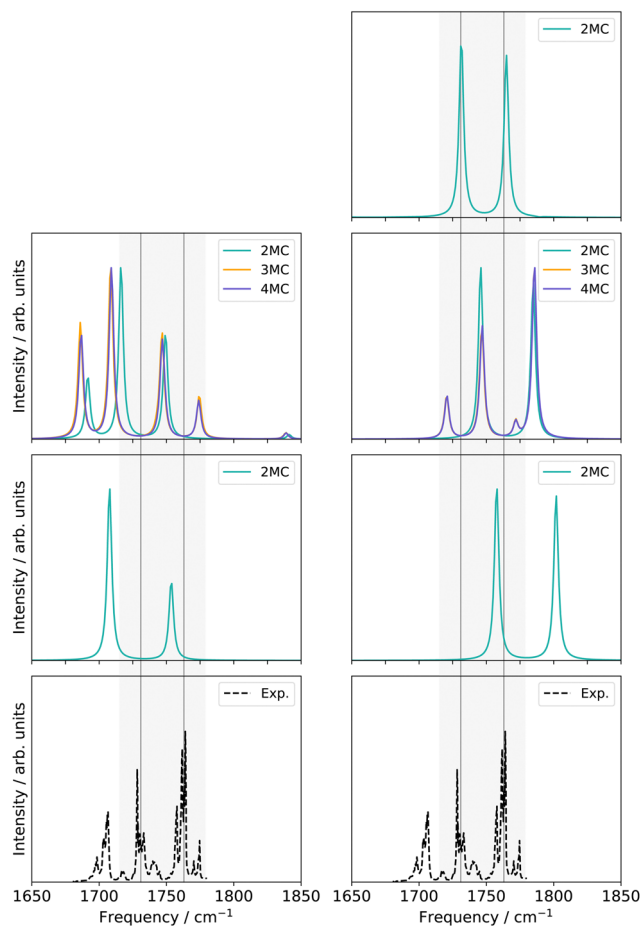 2MC
Intensity / arb. units
2MC
3MC
4MC
2MC
3MC
4MC
Intensity / arb. units
2MC
2MC
Intensity / arb. units
Exp.
Exp.
1650 1700 1750 1800 1850
1650 1700 1750 1800 1850
Frequency / cm⁻¹
Frequency / cm⁻¹